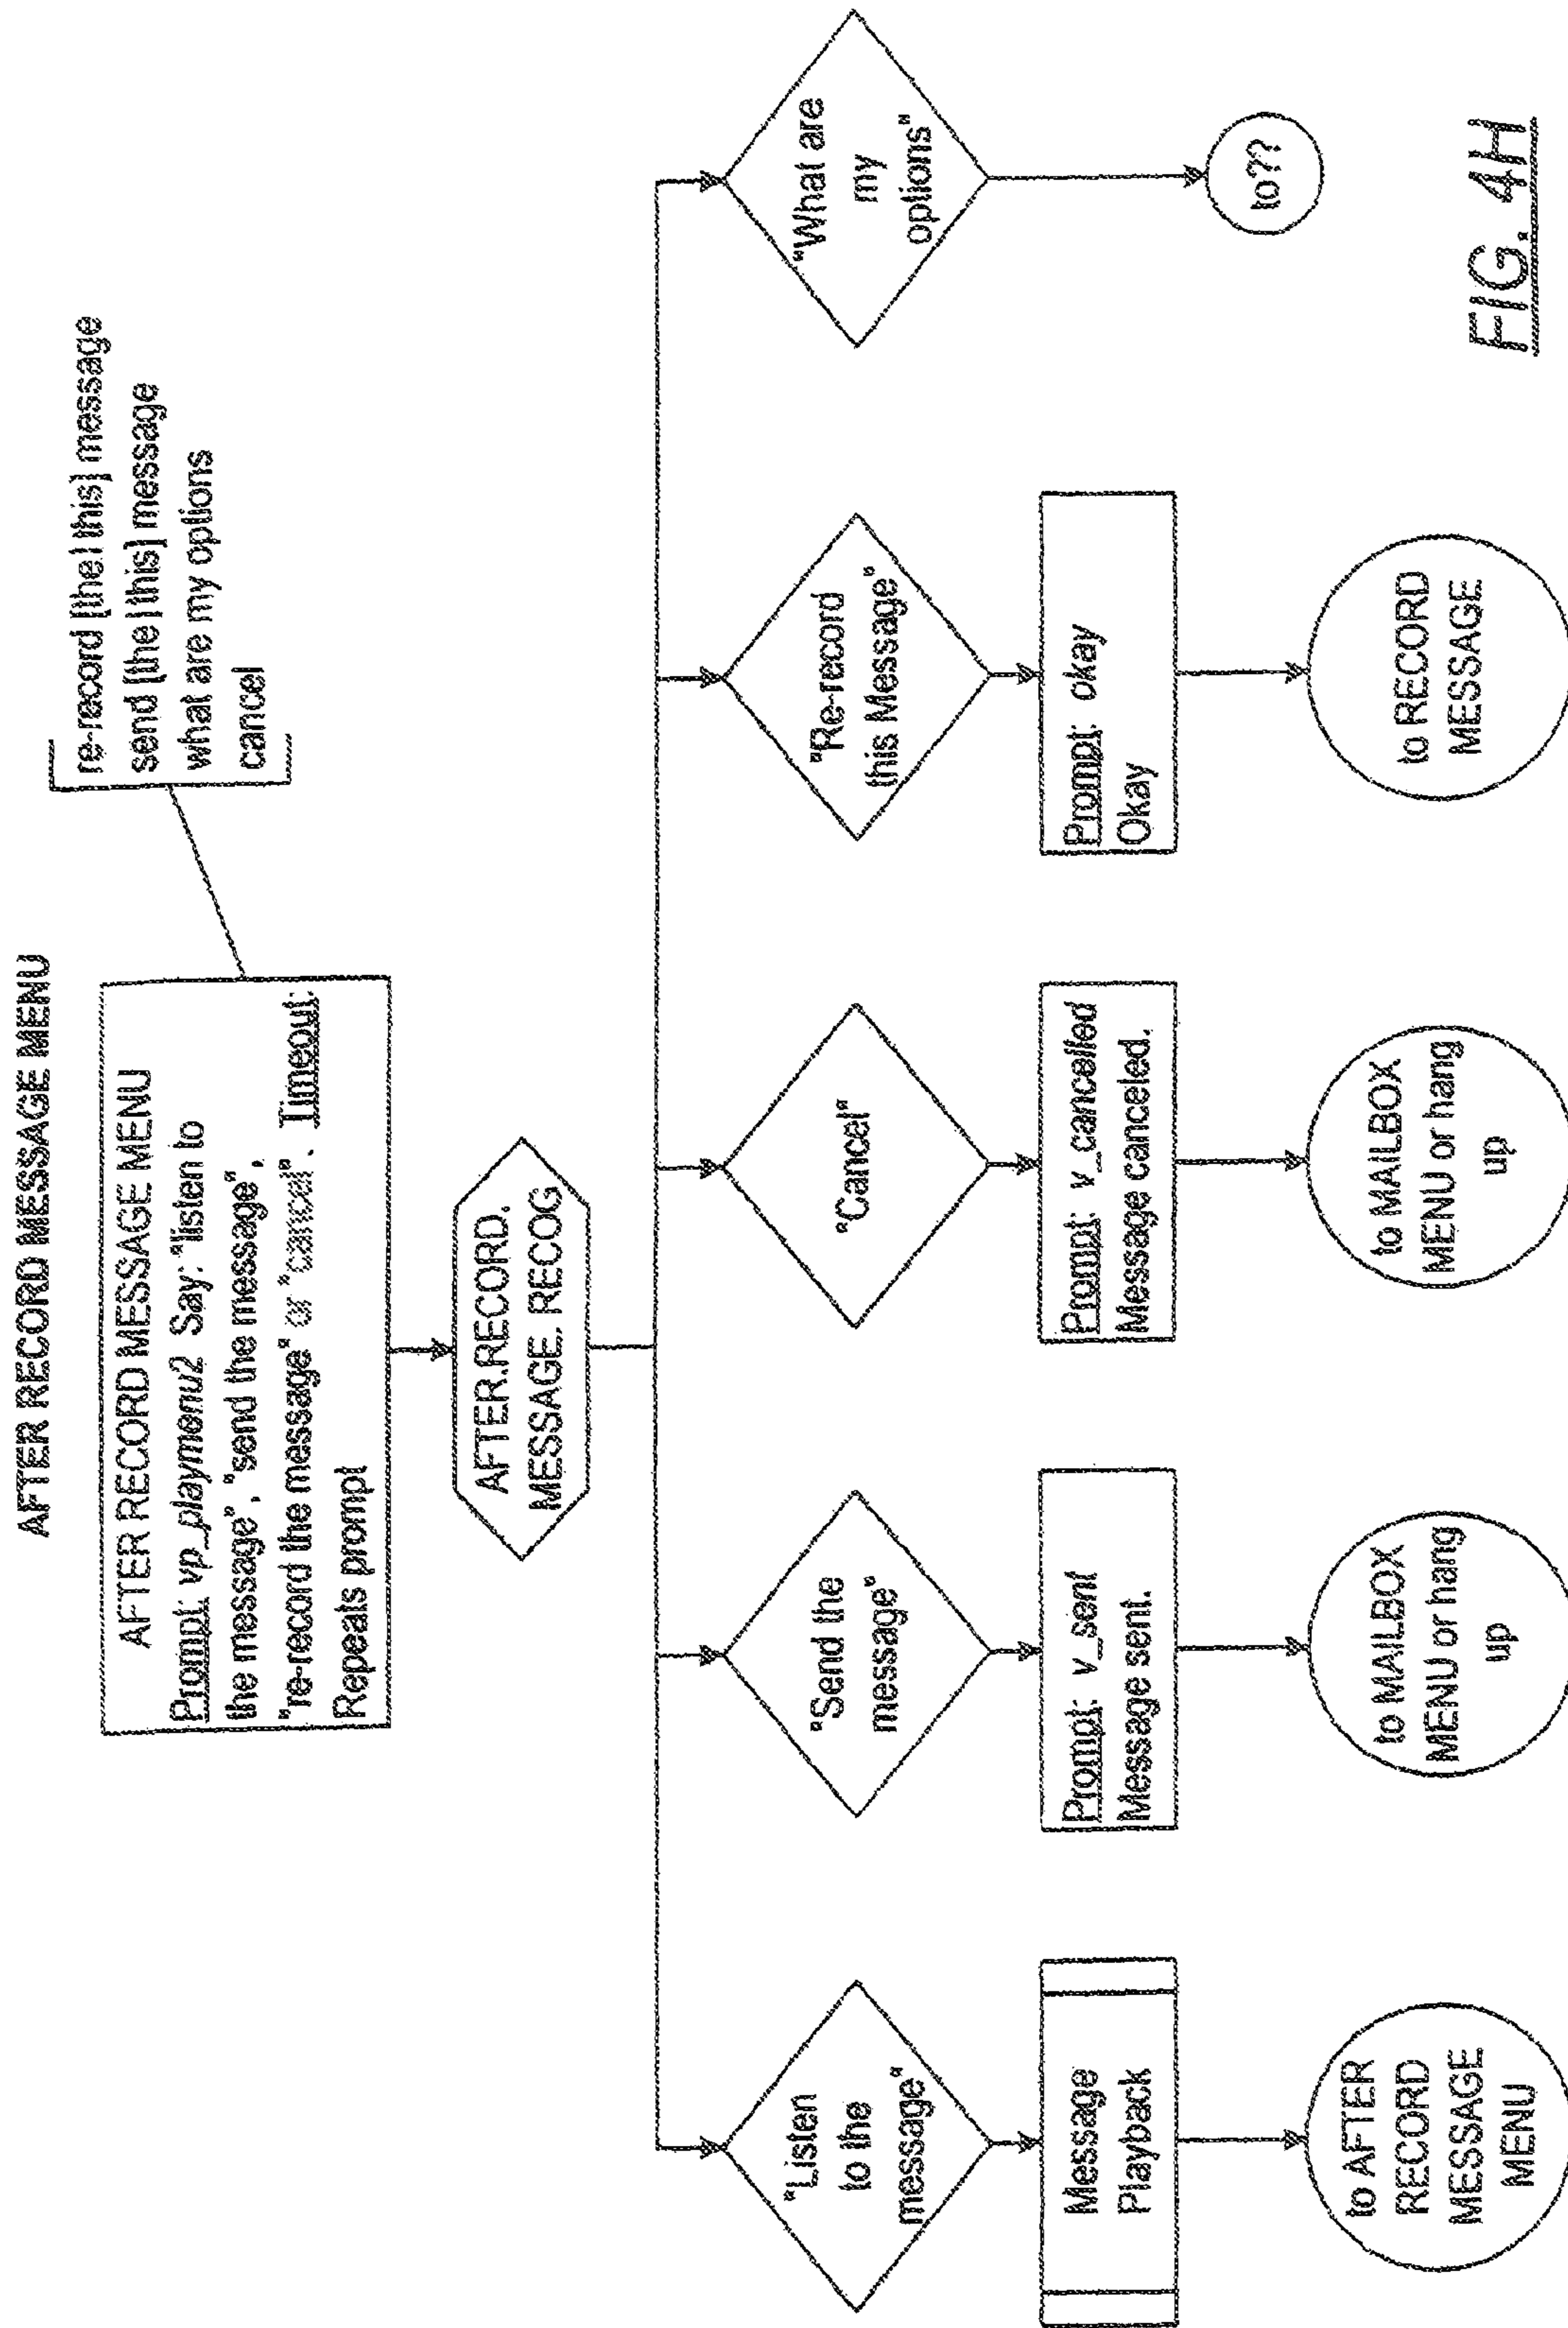 AFTER RECORD MESSAGE MENU
AFTER RECORD MESSAGE MENU
Prompt: vp_playmenu2 Say: "listen to
the message", "send the message",
"re-record the message" or "cancel". Timeout:
Repeats prompt
re-record [the | this] message
send [the | this] message
what are my options
cancel
AFTER.RECORD.
MESSAGE. RECOG
"Listen
to the
message"
"Send the
message"
"Cancel"
"Re-record
this Message"
"What are
my
options"
Message
Playback
Prompt: v_sent
Message sent.
Prompt: v_cancelled
Message canceled.
Prompt: okay
Okay
to AFTER
RECORD
MESSAGE
MENU
to MAILBOX
MENU or hang
up
to MAILBOX
MENU or hang
up
to RECORD
MESSAGE
to??
FIG. 4H